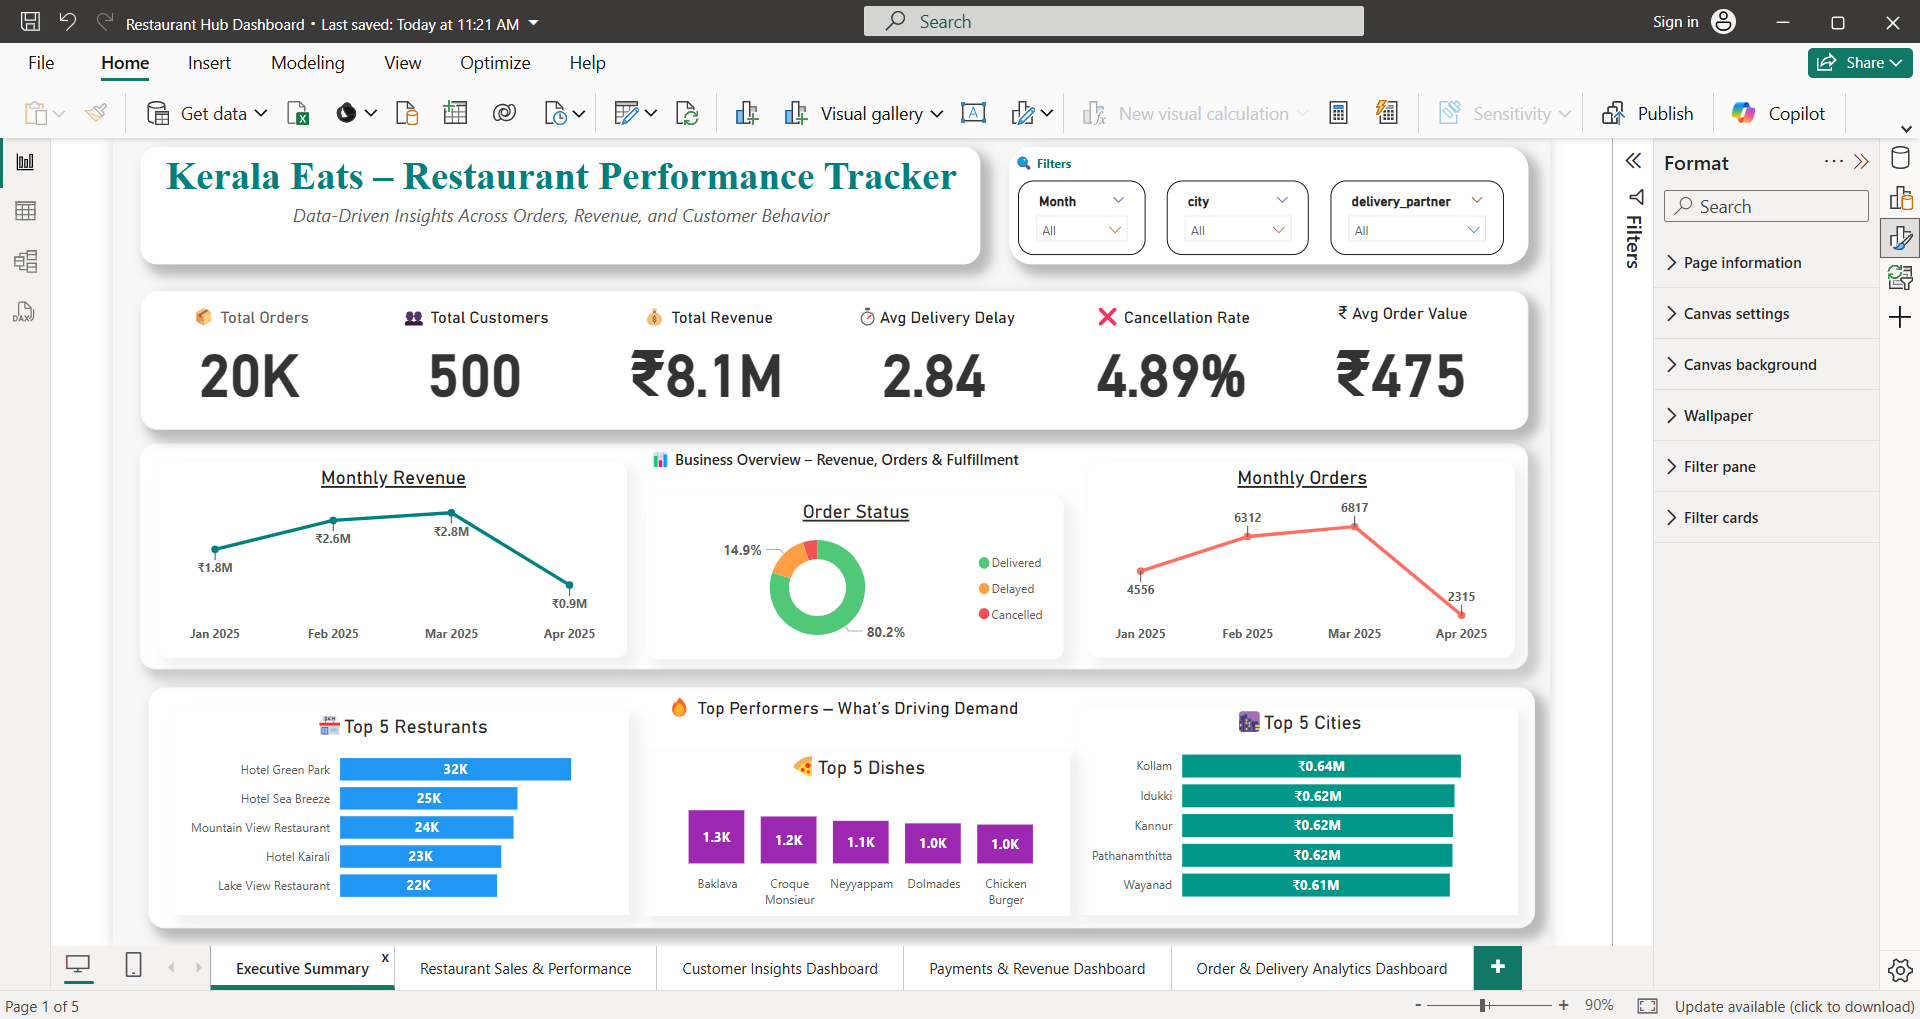 Restaurant Hub Dashboard • Last saved: Today at 11:21 AM
Search
Sign in
File
Home
Insert
Modeling
View
Optimize
Help
Share
Get data
Visual gallery
New visual calculation
Sensitivity
Publish
Copilot
DAX
Kerala Eats – Restaurant Performance Tracker
Data-Driven Insights Across Orders, Revenue, and Customer Behavior
Filters
Month
All
city
All
delivery_partner
All
Total Orders
20K
Total Customers
500
Total Revenue
₹8.1M
Avg Delivery Delay
2.84
Cancellation Rate
4.89%
₹ Avg Order Value
₹475
Business Overview – Revenue, Orders & Fulfillment
Monthly Revenue
₹1.8M
₹2.6M
₹2.8M
₹0.9M
Jan 2025
Feb 2025
Mar 2025
Apr 2025
Order Status
14.9%
80.2%
Delivered
Delayed
Cancelled
Monthly Orders
4556
6312
6817
2315
Jan 2025
Feb 2025
Mar 2025
Apr 2025
Top Performers – What's Driving Demand
Top 5 Resturants
Hotel Green Park 32K
Hotel Sea Breeze 25K
Mountain View Restaurant 24K
Hotel Kairali 23K
Lake View Restaurant 22K
Top 5 Dishes
1.3K
1.2K
1.1K
1.0K
1.0K
Baklava
Croque
Monsieur
Neyyappam
Dolmades
Chicken
Burger
Top 5 Cities
Kollam ₹0.64M
Idukki ₹0.62M
Kannur ₹0.62M
Pathanamthitta ₹0.62M
Wayanad ₹0.61M
Filters
Format
Search
Page information
Canvas settings
Canvas background
Wallpaper
Filter pane
Filter cards
Executive Summary x
Restaurant Sales & Performance
Customer Insights Dashboard
Payments & Revenue Dashboard
Order & Delivery Analytics Dashboard
+
Page 1 of 5
- + 90%
Update available (click to download)